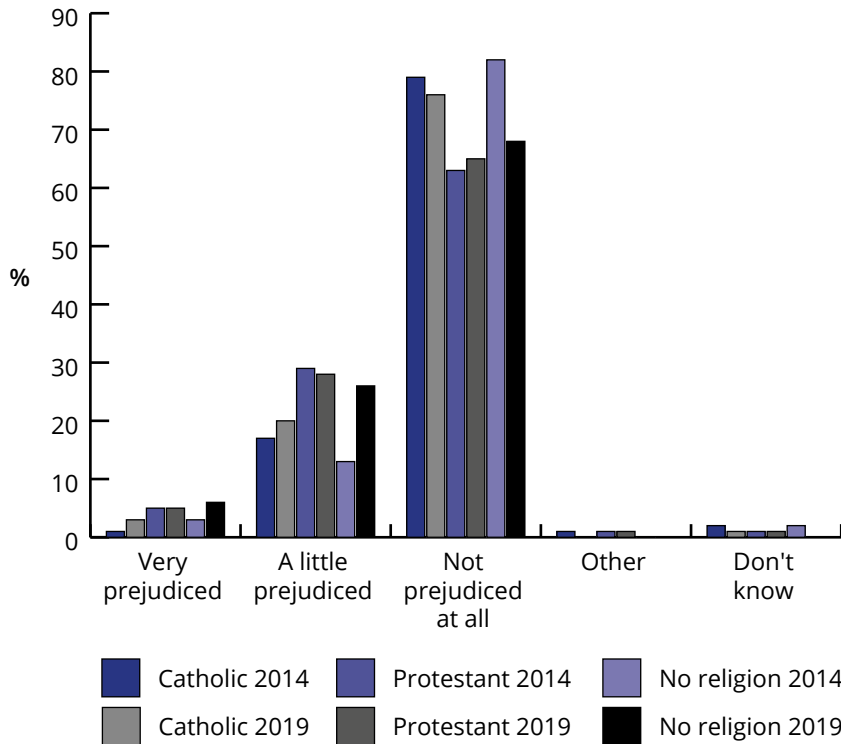 90
80
70
60
50
%
40
30
20
10
0
Very
prejudiced
A little
prejudiced
Not
prejudiced
at all
Other
Don't
know
Catholic 2014
Protestant 2014
No religion 2014
Catholic 2019
Protestant 2019
No religion 2019